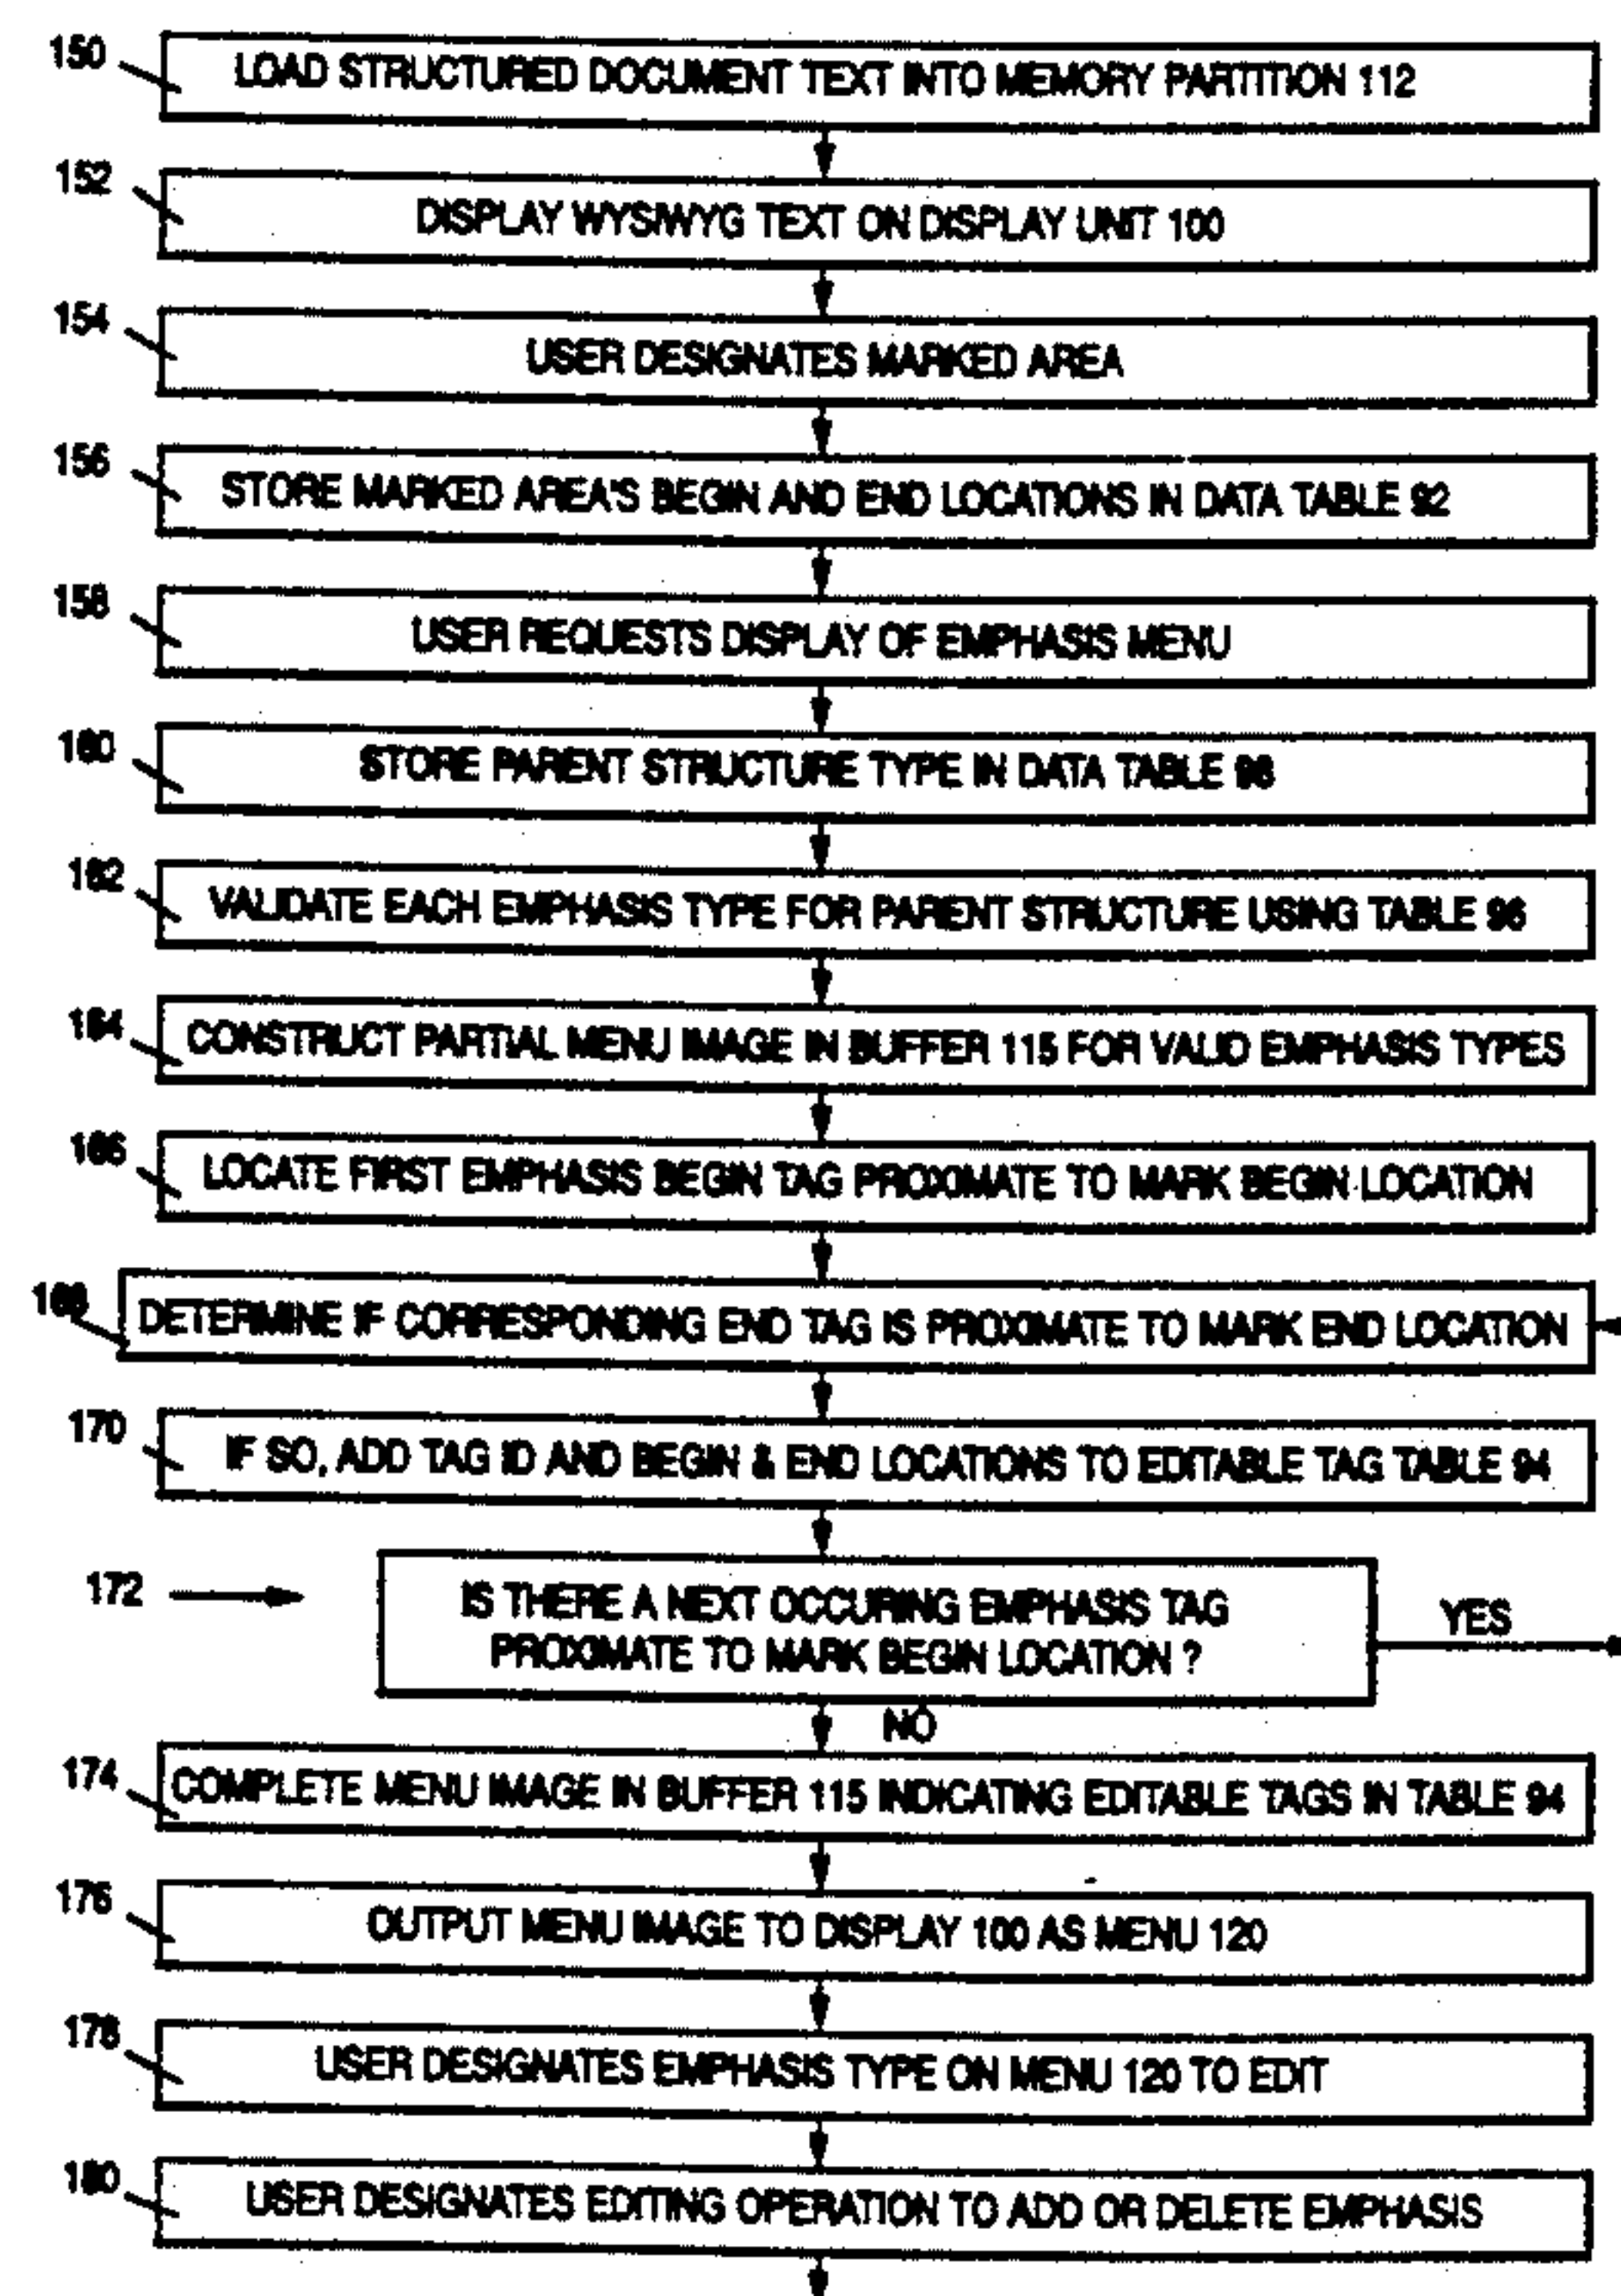 150
LOAD STRUCTURED DOCUMENT TEXT INTO MEMORY PARTITION 112
152
DISPLAY WYSIWYG TEXT ON DISPLAY UNIT 100
154
USER DESIGNATES MARKED AREA
156
STORE MARKED AREA'S BEGIN AND END LOCATIONS IN DATA TABLE 92
158
USER REQUESTS DISPLAY OF EMPHASIS MENU
160
STORE PARENT STRUCTURE TYPE IN DATA TABLE
162
VALIDATE EACH EMPHASIS TYPE FOR PARENT STRUCTURE USING TABLE 96
164
CONSTRUCT PARTIAL MENU IMAGE IN BUFFER 115 FOR VALID EMPHASIS TYPES
166
LOCATE FIRST EMPHASIS BEGIN TAG PROXIMATE TO MARK BEGIN LOCATION
168
DETERMINE IF CORRESPONDING END TAG IS PROXIMATE TO MARK END LOCATION
170
IF SO, ADD TAG ID AND BEGIN & END LOCATIONS TO EDITABLE TAG TABLE 94
172
IS THERE A NEXT OCCURING EMPHASIS TAG
PROXIMATE TO MARK BEGIN LOCATION ?
YES
NO
174
COMPLETE MENU IMAGE IN BUFFER 115 INDICATING EDITABLE TAGS IN TABLE 94
176
OUTPUT MENU IMAGE TO DISPLAY 100 AS MENU 120
178
USER DESIGNATES EMPHASIS TYPE ON MENU 120 TO EDIT
180
USER DESIGNATES EDITING OPERATION TO ADD OR DELETE EMPHASIS